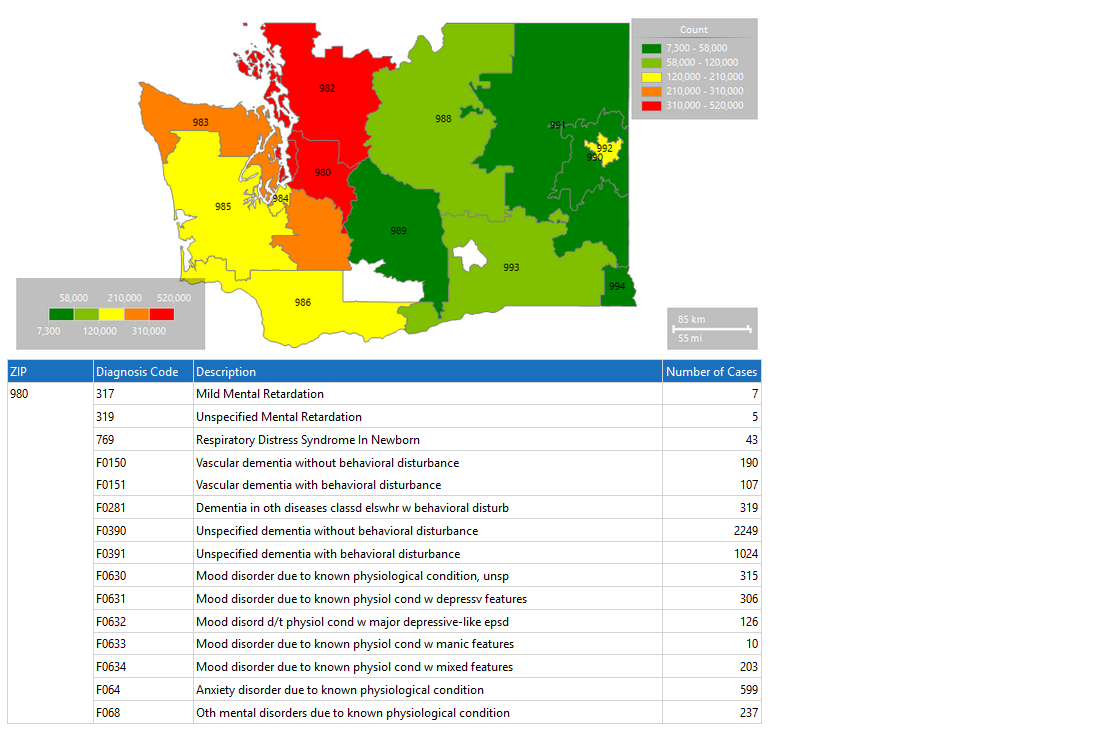 Count
7,300 - 58,000
58,000 - 120,000
120,000 - 210,000
210,000 - 310,000
310,000 - 520,000
982
988
983
991
992
990
980
984
985
989
993
986
994
58,000 210,000 520,000
7,300 120,000 310,000
85 km
55 mi
ZIP Diagnosis Code Description Number of Cases
980 317 Mild Mental Retardation 7
319 Unspecified Mental Retardation 5
769 Respiratory Distress Syndrome In Newborn 43
F0150 Vascular dementia without behavioral disturbance 190
F0151 Vascular dementia with behavioral disturbance 107
F0281 Dementia in oth diseases classd elswhr w behavioral disturb 319
F0390 Unspecified dementia without behavioral disturbance 2249
F0391 Unspecified dementia with behavioral disturbance 1024
F0630 Mood disorder due to known physiological condition, unsp 315
F0631 Mood disorder due to known physiol cond w depressv features 306
F0632 Mood disord d/t physiol cond w major depressive-like epsd 126
F0633 Mood disorder due to known physiol cond w manic features 10
F0634 Mood disorder due to known physiol cond w mixed features 203
F064 Anxiety disorder due to known physiological condition 599
F068 Oth mental disorders due to known physiological condition 237